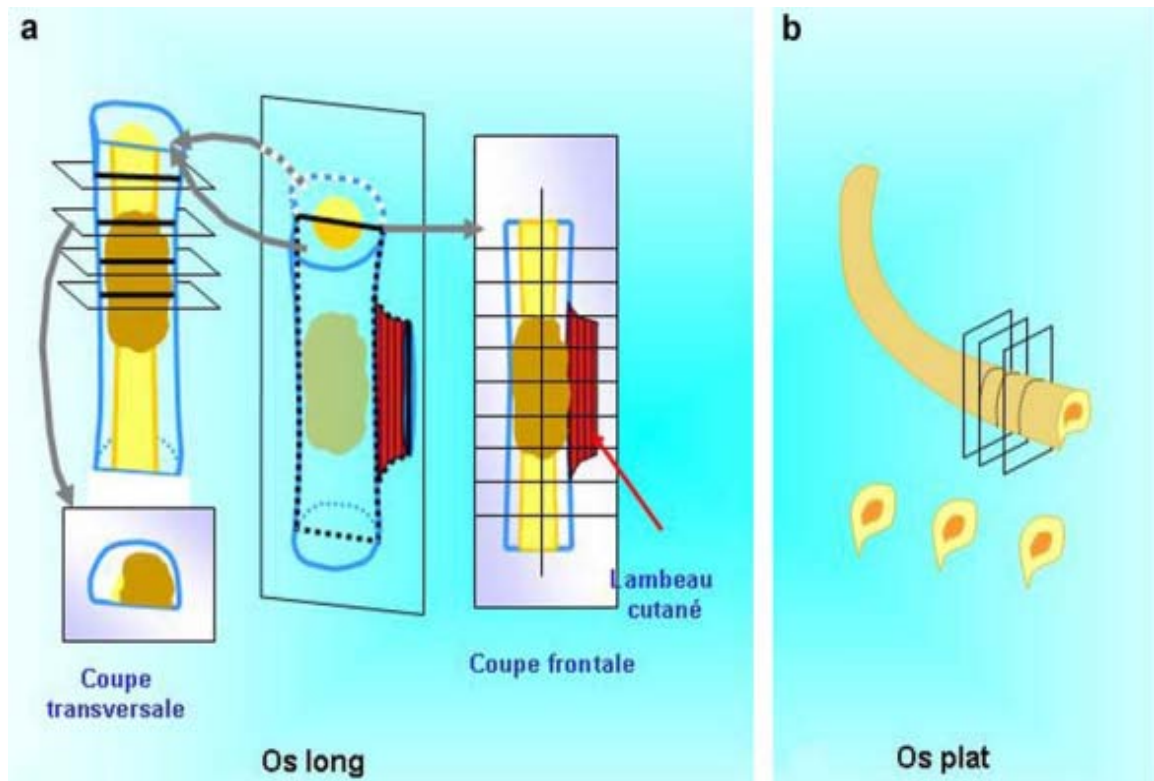 a
b
Lambeau
cutané
Coupe frontale
Coupe
transversale
Os long
Os plat